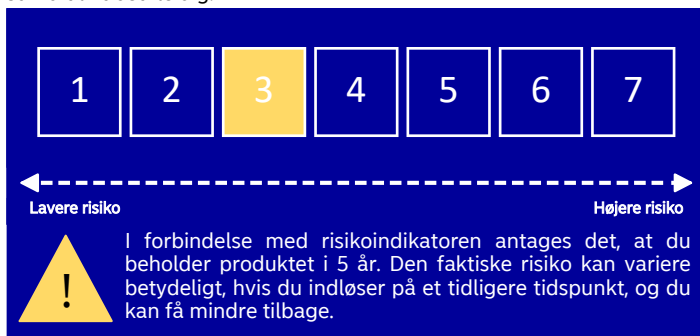 1 2 3 4 5 6 7
Lavere risiko Højere risiko
I forbindelse med risikoindikatoren antages det, at du
beholder produktet i 5 år. Den faktiske risiko kan variere
betydeligt, hvis du indløser på et tidligere tidspunkt, og du
kan få mindre tilbage.
!